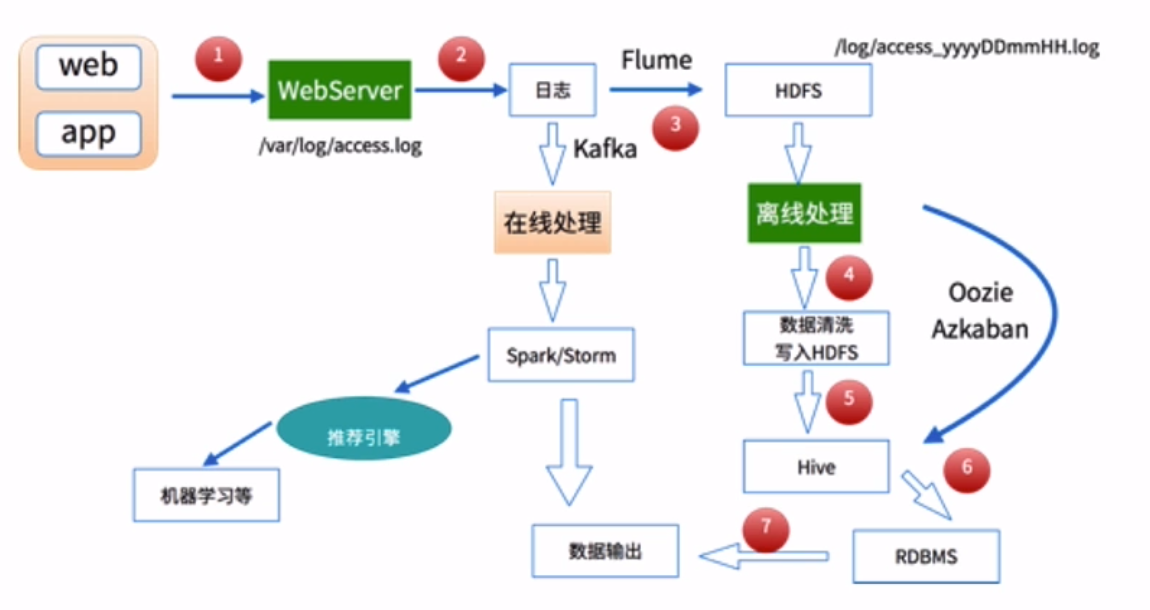 /log/access_yyyyDDmmHH.log
web
1
2
Flume
WebServer
日志
HDFS
app
3
/var/log/access.log
Kafka
在线处理
离线处理
4
Oozie
Azkaban
数据清洗
写入HDFS
Spark/Storm
5
推荐引擎
Hive
6
机器学习等
7
数据输出
RDBMS